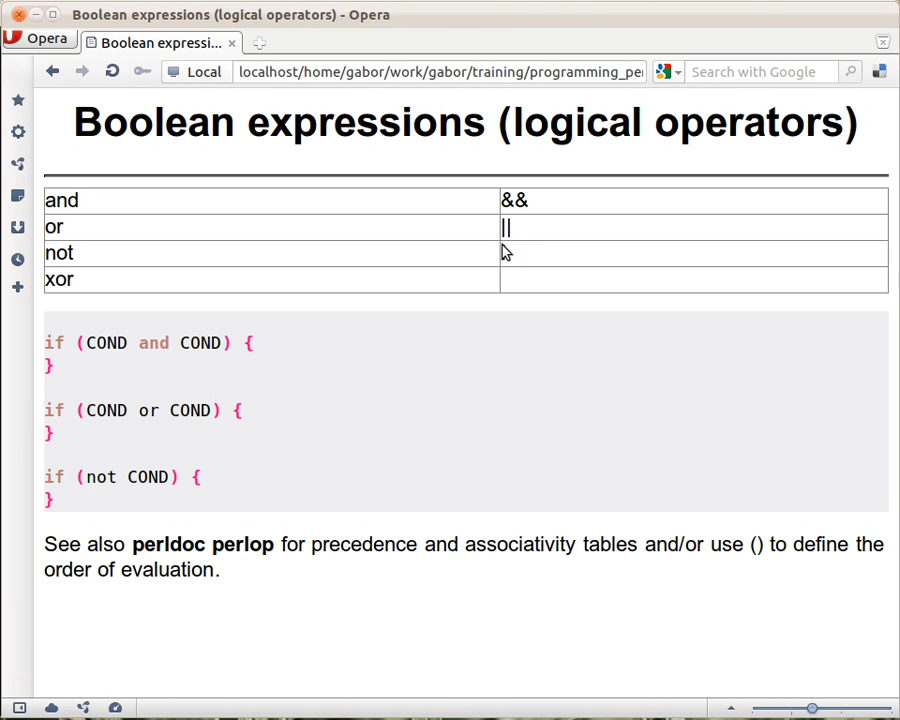 Boolean expressions (logical operators) - Opera
Opera
Boolean expressi...
Local
localhost/home/gabor/work/gabor/training/programming_per
Search with Google
Boolean expressions (logical operators)
and &&
or ||
not
xor
if (COND and COND) {
}
if (COND or COND) {
}
if (not COND) {
}
See also perldoc perlop for precedence and associativity tables and/or use () to define the
order of evaluation.